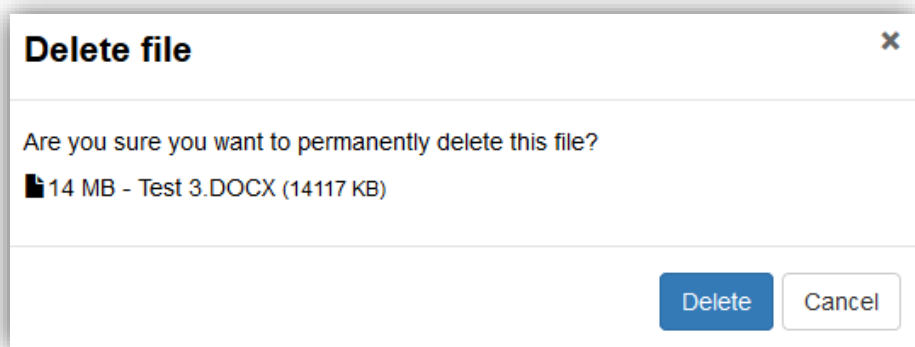 Delete file
Are you sure you want to permanently delete this file?
14 MB - Test 3.DOCX (14117 KB)
Delete
Cancel